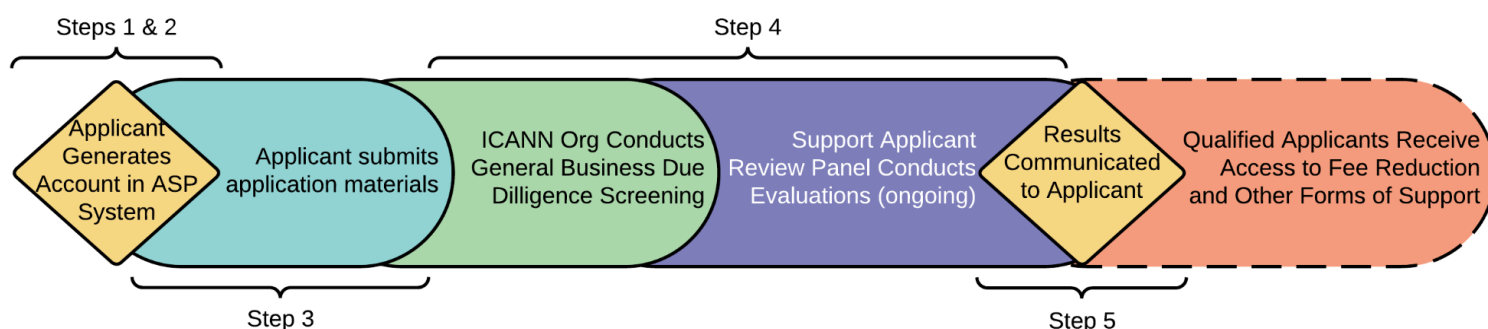 Steps 1 & 2
Step 4
Applicant
Generates
Account in ASP
System
Applicant submits
application materials
ICANN Org Conducts
General Business Due
Dilligence Screening
Support Applicant
Review Panel Conducts
Evaluations (ongoing)
Results
Communicated
to Applicant
Qualified Applicants Receive
Access to Fee Reduction
and Other Forms of Support
Step 3
Step 5